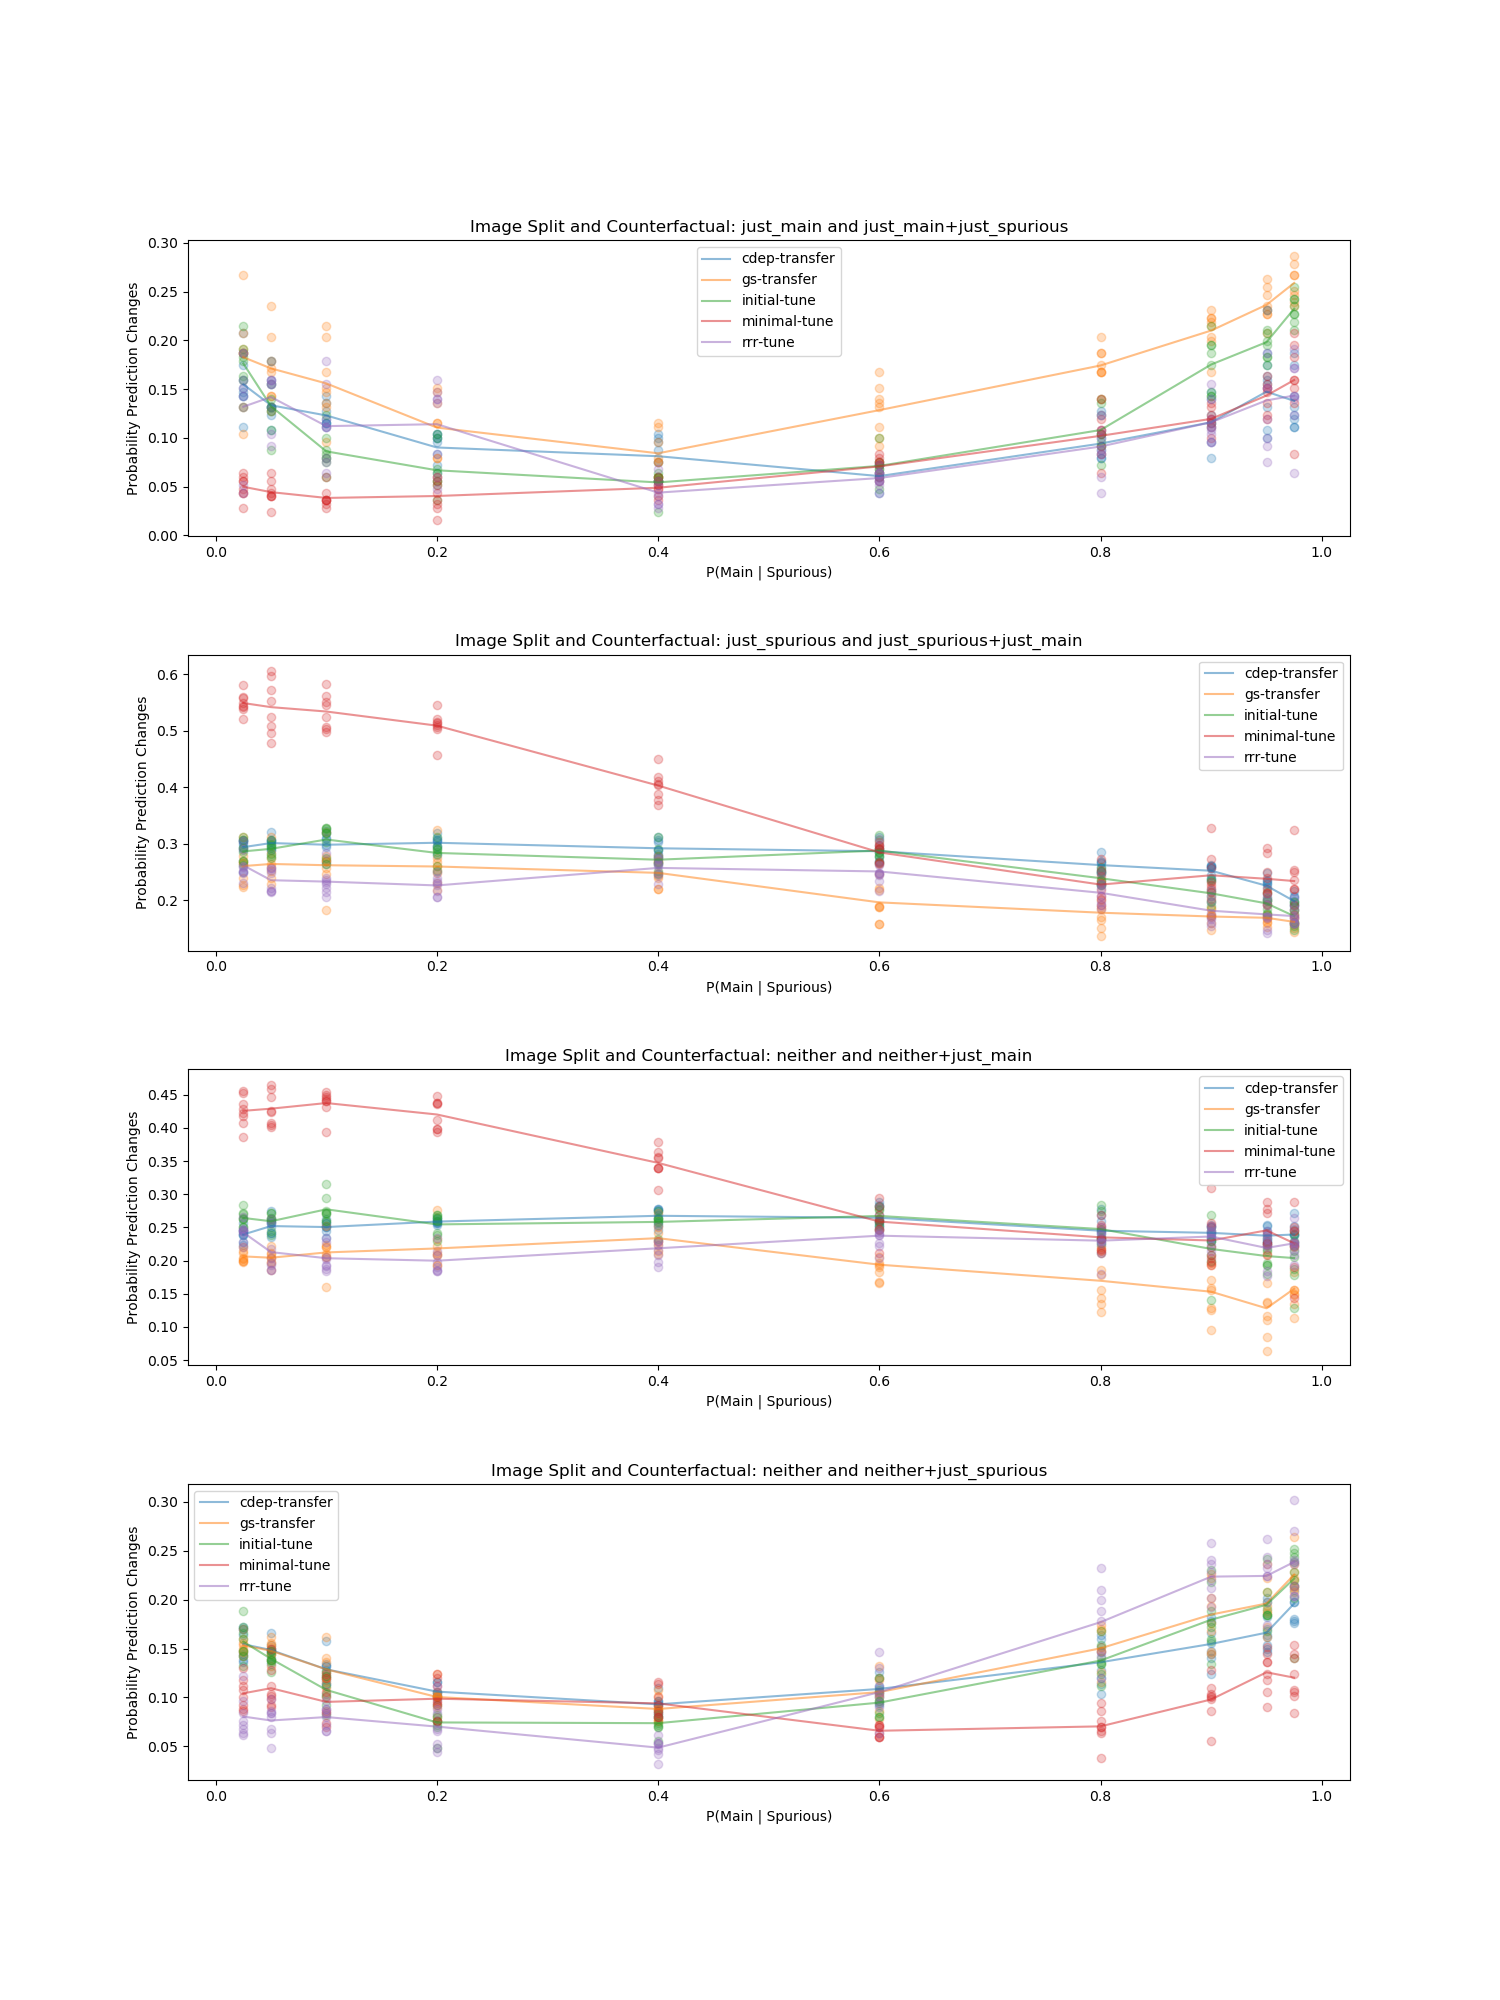 Image Split and Counterfactual: just_main and just_main+just_spurious
0.30
0.25
0.20
0.15
0.10
0.05
0.00
Probability Prediction Changes
cdep-transfer
gs-transfer
initial-tune
minimal-tune
rrr-tune
0.0 0.2 0.4 0.6 0.8 1.0
P(Main | Spurious)
Image Split and Counterfactual: just_spurious and just_spurious+just_main
0.6
0.5
0.4
0.3
0.2
Probability Prediction Changes
cdep-transfer
gs-transfer
initial-tune
minimal-tune
rrr-tune
0.0 0.2 0.4 0.6 0.8 1.0
P(Main | Spurious)
Image Split and Counterfactual: neither and neither+just_main
0.45
0.40
0.35
0.30
0.25
0.20
0.15
0.10
0.05
Probability Prediction Changes
cdep-transfer
gs-transfer
initial-tune
minimal-tune
rrr-tune
0.0 0.2 0.4 0.6 0.8 1.0
P(Main | Spurious)
Image Split and Counterfactual: neither and neither+just_spurious
0.30
0.25
0.20
0.15
0.10
0.05
Probability Prediction Changes
cdep-transfer
gs-transfer
initial-tune
minimal-tune
rrr-tune
0.0 0.2 0.4 0.6 0.8 1.0
P(Main | Spurious)